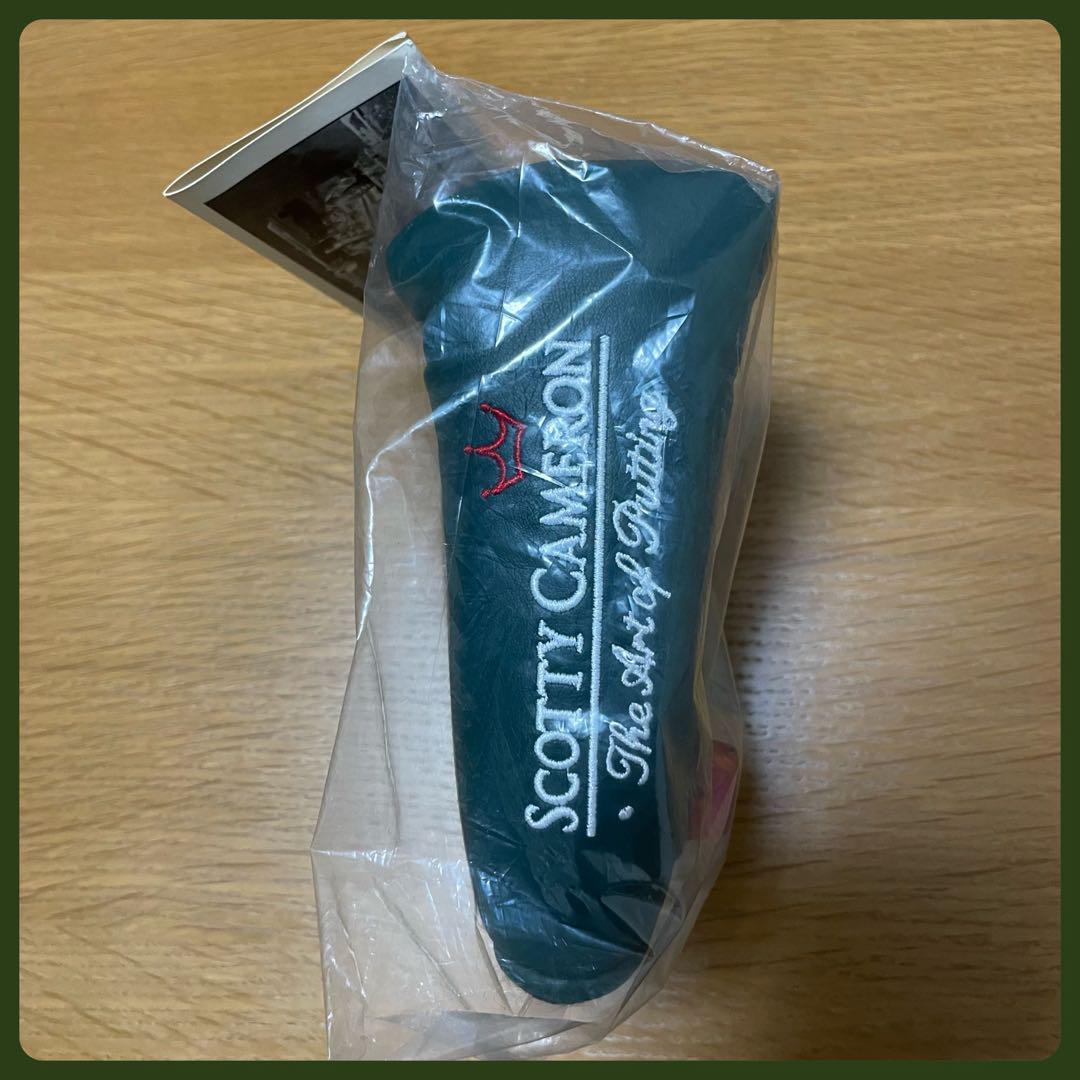 SCOTTY CAMERON
• The Art of Putting